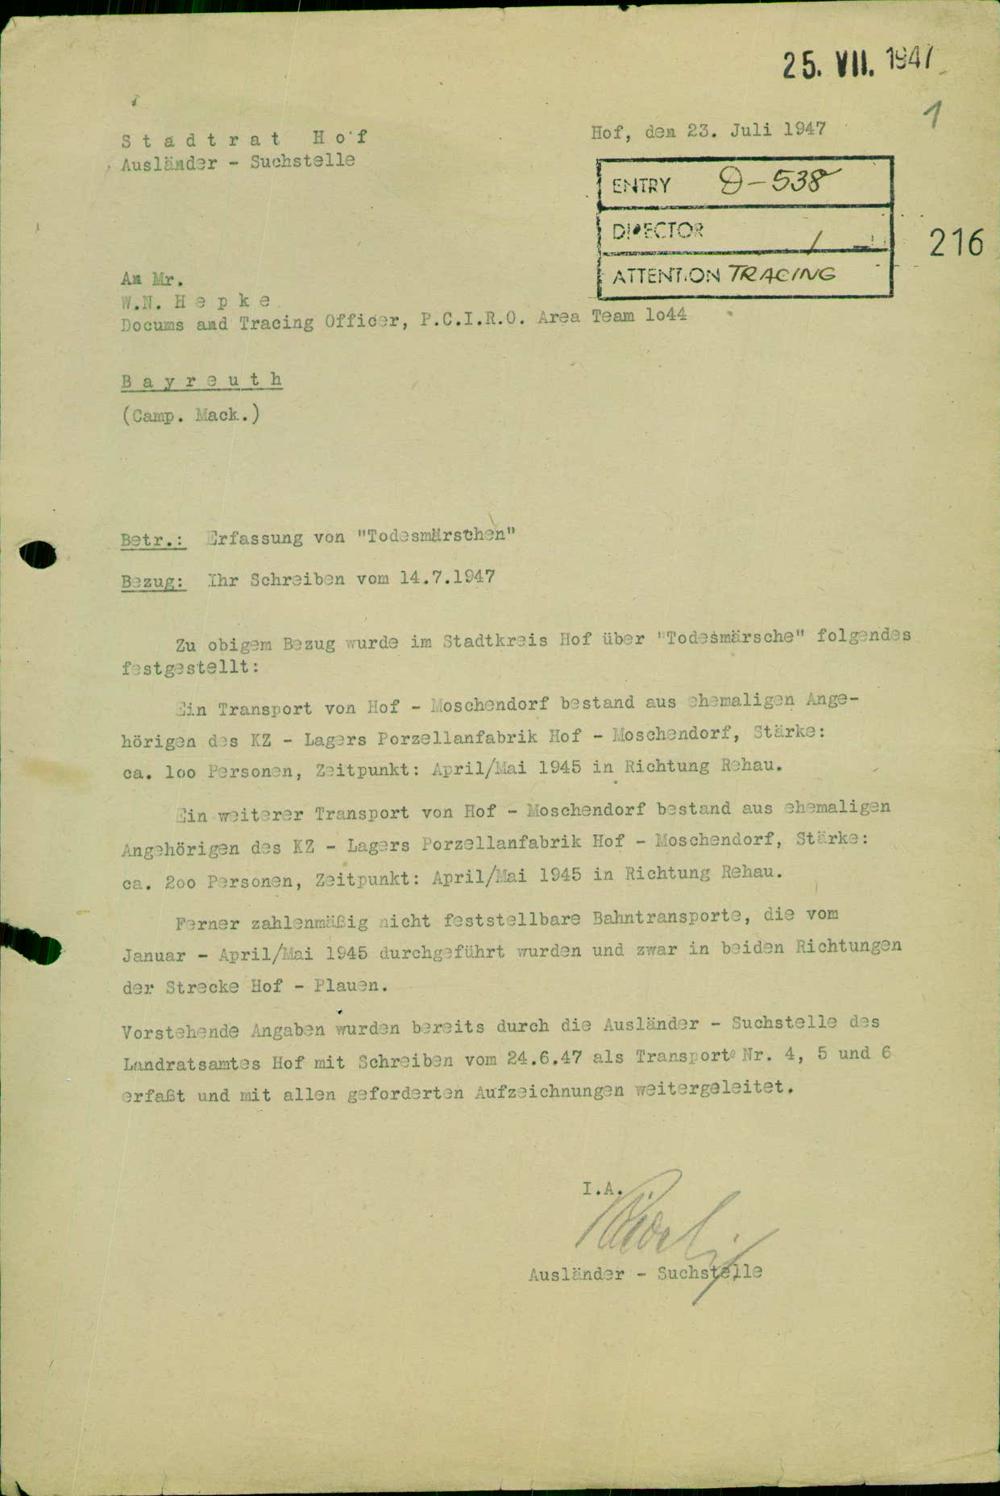 25. VII. 1947
1
Stadtrat Hof
Ausländer - Suchstelle
Hof, den 23. Juli 1947
ENTRY D-538
DIRECTOR
ATTENTION TRACING
216
An Mr.
W.N. Hepke
Docums and Tracing Officer, P.C.I.R.O. Area Team 1o44
Bayreuth
(Camp. Mack.)
Betr.: Erfassung von "Todesmärschen"
Bezug: Ihr Schreiben vom 14.7.1947
Zu obigem Bezug wurde im Stadtkreis Hof über "Todesmärsche" folgendes
festgestellt:
Ein Transport von Hof - Moschendorf bestand aus ehemaligen Ange-
hörigen des KZ - Lagers Porzellanfabrik Hof - Moschendorf, Stärke:
ca. 1oo Personen, Zeitpunkt: April/Mai 1945 in Richtung Rehau.
Ein weiterer Transport von Hof - Moschendorf bestand aus ehemaligen
Angehörigen des KZ - Lagers Porzellanfabrik Hof - Moschendorf, Stärke:
ca. 2oo Personen, Zeitpunkt: April/Mai 1945 in Richtung Rehau.
Ferner zahlenmäßig nicht feststellbare Bahntransporte, die vom
Januar - April/Mai 1945 durchgeführt wurden und zwar in beiden Richtungen
der Strecke Hof - Plauen.
Vorstehende Angaben wurden bereits durch die Ausländer - Suchstelle des
Landratsamtes Hof mit Schreiben vom 24.6.47 als Transporte Nr. 4, 5 und 6
erfaßt und mit allen geforderten Aufzeichnungen weitergeleitet.
I.A.
Ausländer - Suchstelle